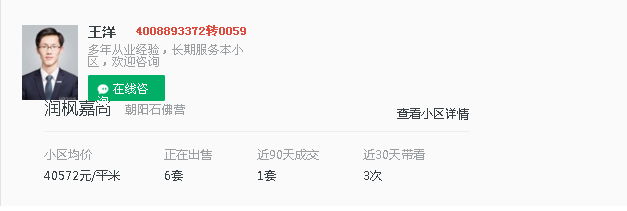 王洋 4008893372转0059
多年从业经验，长期服务本小
区，欢迎咨询
在线咨
询
润枫嘉尚 朝阳石佛营
查看小区详情
小区均价 正在出售 近90天成交 近30天带看
40572元/平米 6套 1套 3次